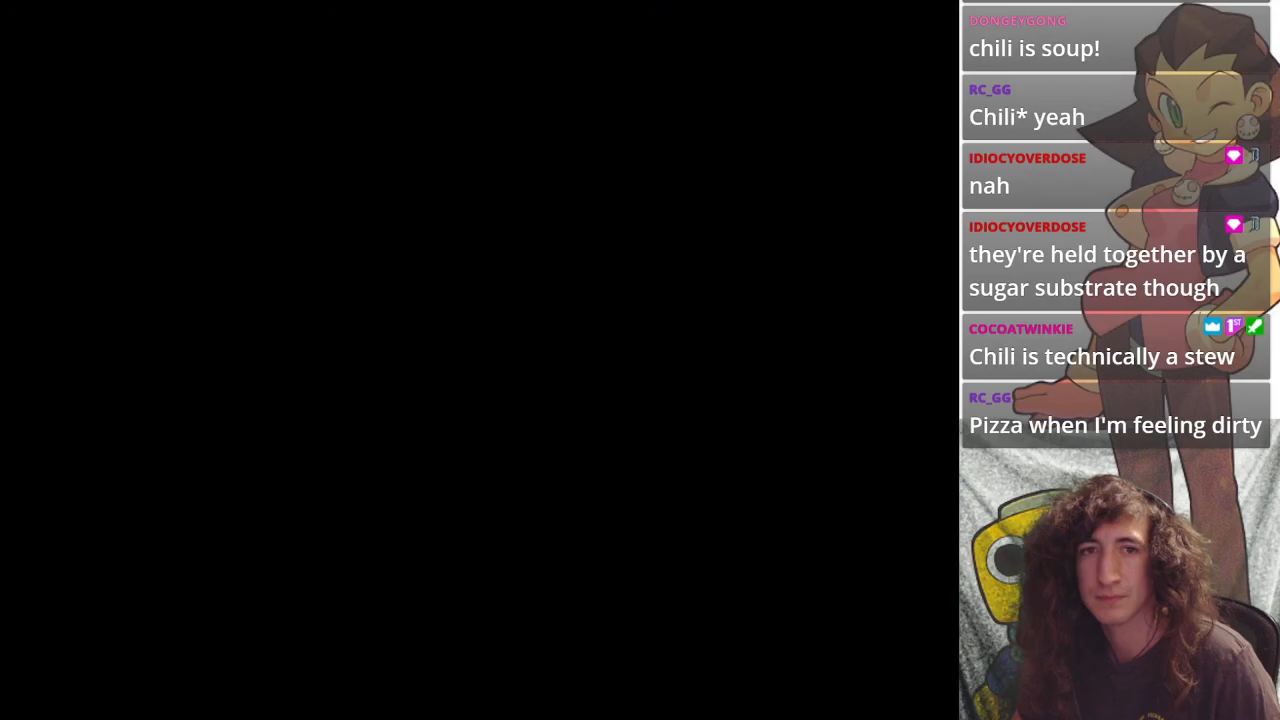 DONGEYGONG
chili is soup!
RC_GG
Chili* yeah
IDIOCYOVERDOSE
nah
IDIOCYOVERDOSE
they're held together by a
sugar substrate though
COCOATWINKIE
1ST
Chili is technically a stew
RC_GG
Pizza when I'm feeling dirty